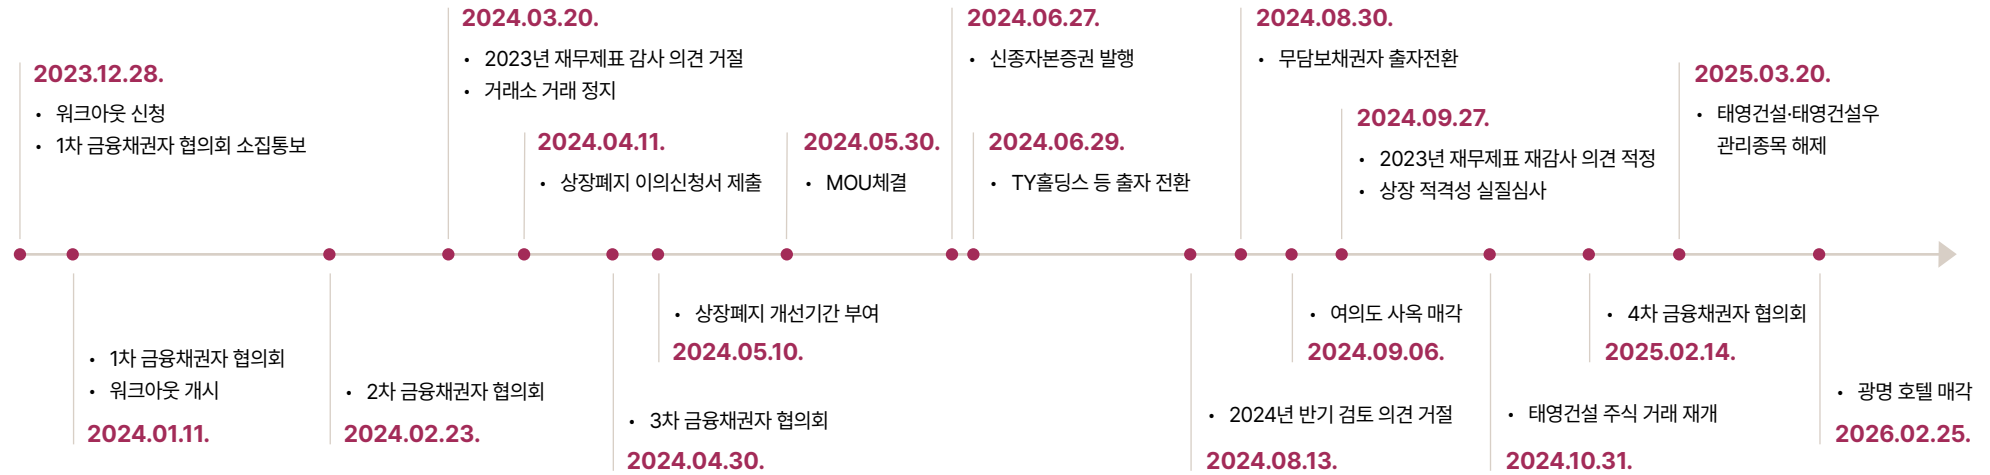 2023.12.28.
• 워크아웃 신청
• 1차 금융채권자 협의회 소집통보
• 1차 금융채권자 협의회
• 워크아웃 개시
2024.01.11.
• 2차 금융채권자 협의회
2024.02.23.
2024.03.20.
• 2023년 재무제표 감사 의견 거절
• 거래소 거래 정지
2024.04.11.
• 상장폐지 이의신청서 제출
• 3차 금융채권자 협의회
2024.04.30.
• 상장폐지 개선기간 부여
2024.05.10.
2024.05.30.
• MOU체결
2024.06.27.
• 신종자본증권 발행
2024.06.29.
• TY홀딩스 등 출자 전환
• 2024년 반기 검토 의견 거절
2024.08.13.
2024.08.30.
• 무담보채권자 출자전환
• 여의도 사옥 매각
2024.09.06.
2024.09.27.
• 2023년 재무제표 재감사 의견 적정
• 상장 적격성 실질심사
• 태영건설 주식 거래 재개
2024.10.31.
• 4차 금융채권자 협의회
2025.02.14.
2025.03.20.
• 태영건설·태영건설우
관리종목 해제
• 광명 호텔 매각
2026.02.25.